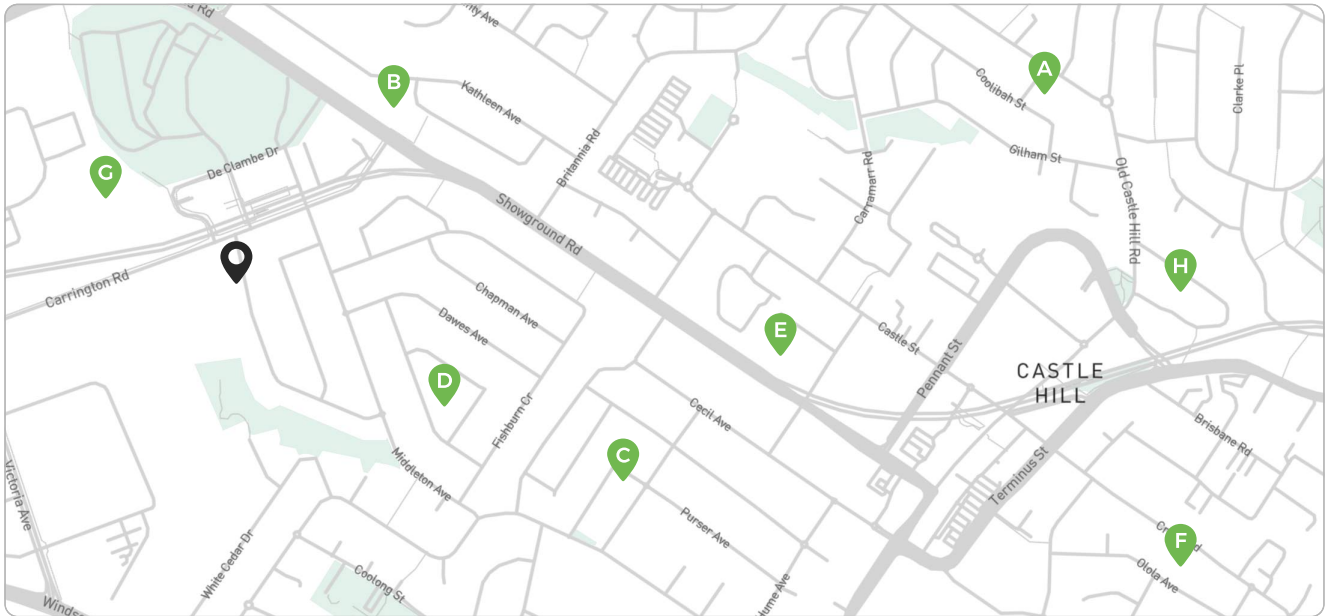 B
Kathleen Ave
A
Coolibah St
Clarke Pl
Gilham St
Britannia Rd
De Clambe Dr
G
Carramarr Rd
Old Castle Hill Rd
Showground Rd
Carrington Rd
H
Chapman Ave
Dawes Ave
E
Castle St
Pennant St
CASTLE
HILL
D
Cecil Ave
Fishburn Cr
Brisbane Rd
C
Middleton Ave
Victoria Ave
Terminus St
Purser Ave
F
White Cedar Dr
Coolong St
Olola Ave